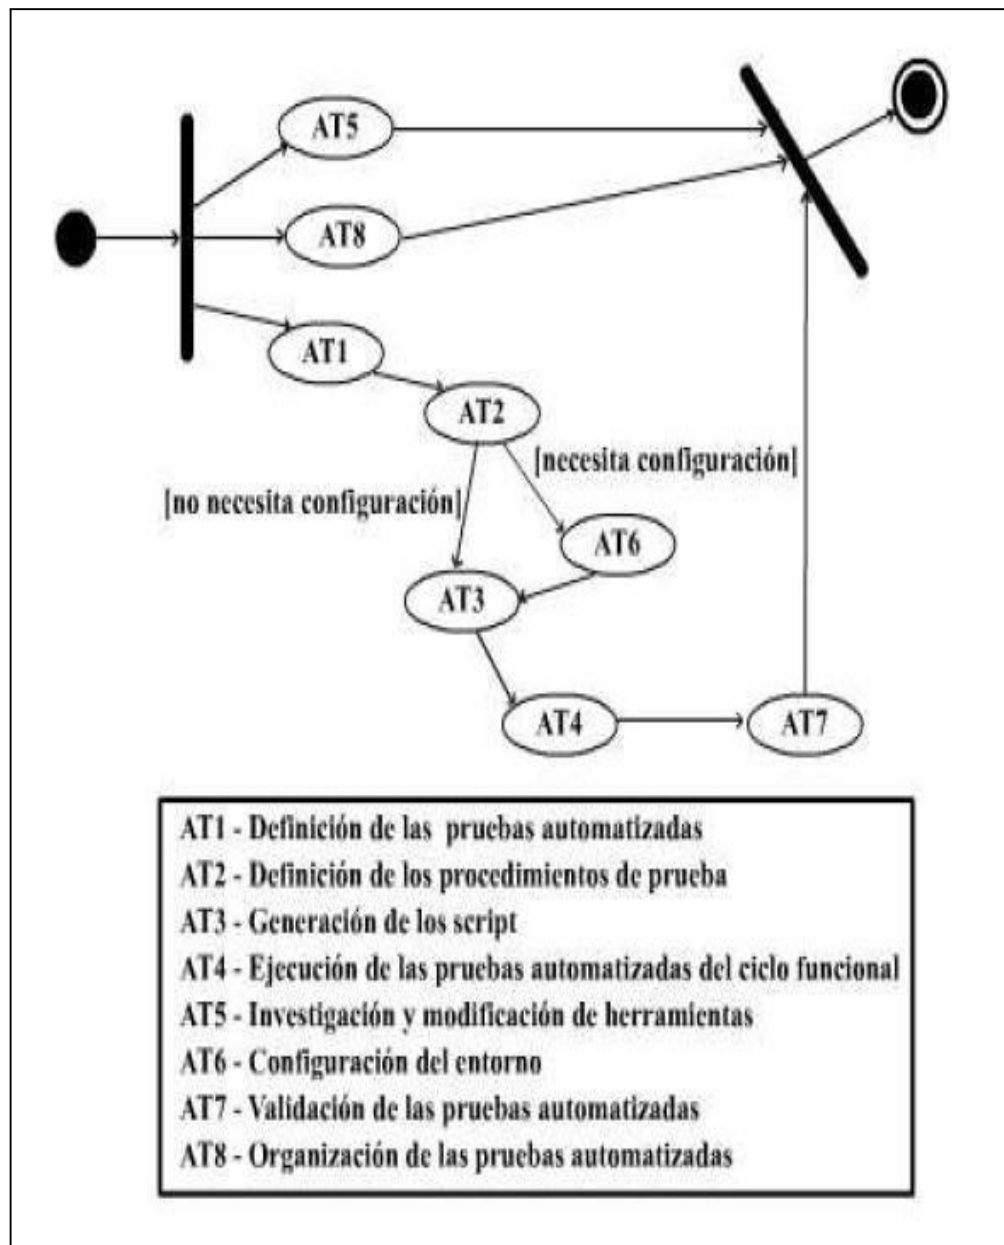 AT5
AT8
AT1
AT2
[necesita configuración]
[no necesita configuración]
AT6
AT3
AT4
AT7
AT1 - Definición de las pruebas automatizadas
AT2 - Definición de los procedimientos de prueba
AT3 - Generación de los script
AT4 - Ejecución de las pruebas automatizadas del ciclo funcional
AT5 - Investigación y modificación de herramientas
AT6 - Configuración del entorno
AT7 - Validación de las pruebas automatizadas
AT8 - Organización de las pruebas automatizadas